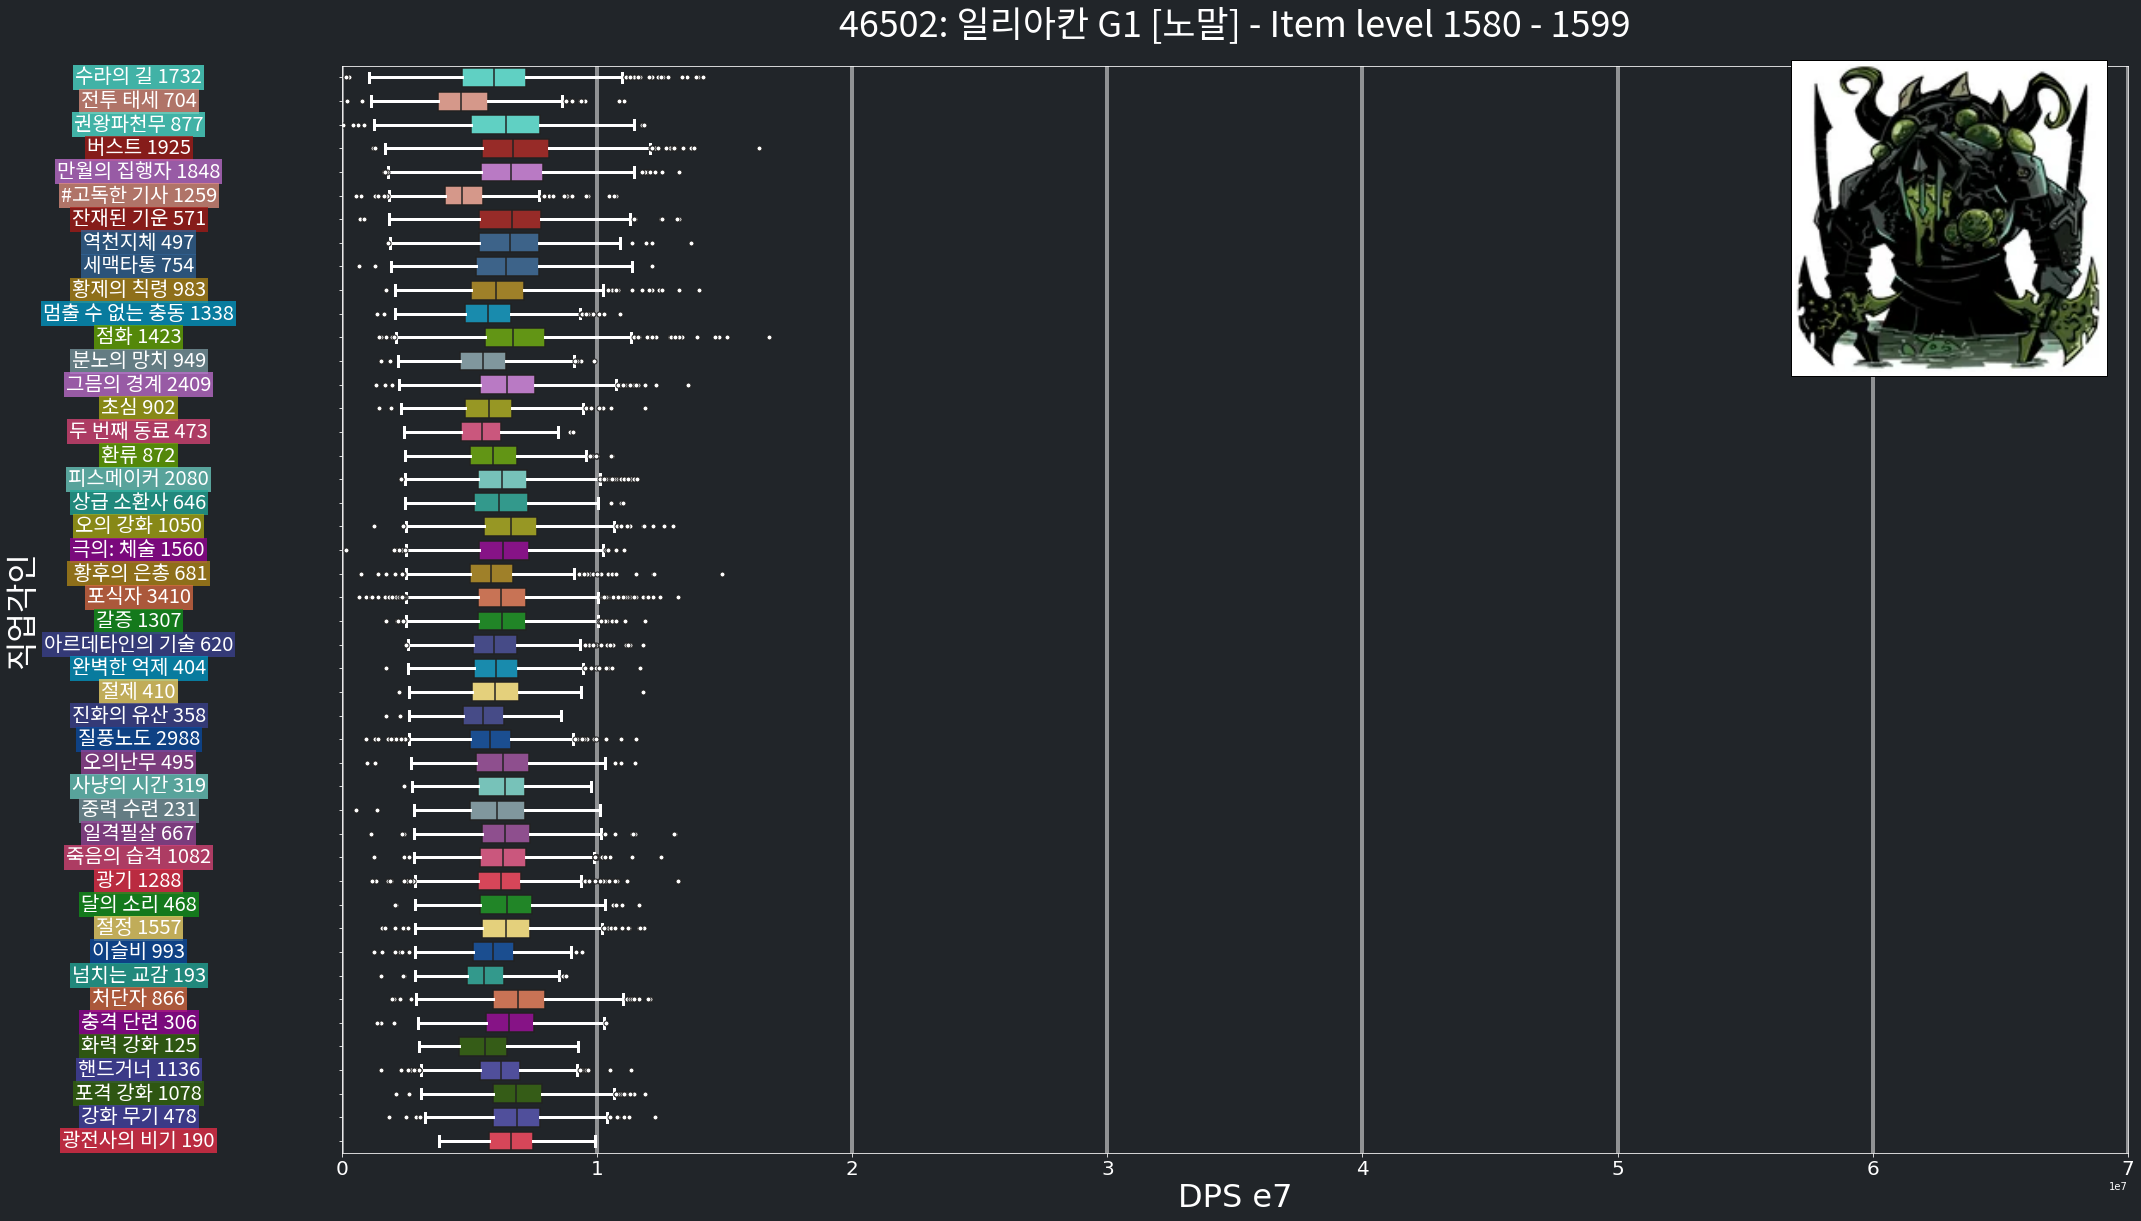 46502: 일리아칸 G1 [노말] - Item level 1580 - 1599
수라의 길 1732
전투 태세 704
권왕파천무 877
버스트 1925
만월의 집행자 1848
#고독한 기사 1259
잔재된 기운 571
역천지체 497
세맥타통 754
황제의 칙령 983
멈출 수 없는 충동 1338
점화 1423
분노의 망치 949
그믐의 경계 2409
초심 902
두 번째 동료 473
환류 872
피스메이커 2080
상급 소환사 646
오의 강화 1050
극의: 체술 1560
황후의 은총 681
포식자 3410
갈증 1307
아르데타인의 기술 620
완벽한 억제 404
절제 410
진화의 유산 358
질풍노도 2988
오의난무 495
사냥의 시간 319
중력 수련 231
일격필살 667
죽음의 습격 1082
광기 1288
달의 소리 468
절정 1557
이슬비 993
넘치는 교감 193
처단자 866
충격 단련 306
화력 강화 125
핸드거너 1136
포격 강화 1078
강화 무기 478
광전사의 비기 190
직업각인
0 1 2 3 4 5 6 7
1e7
DPS e7